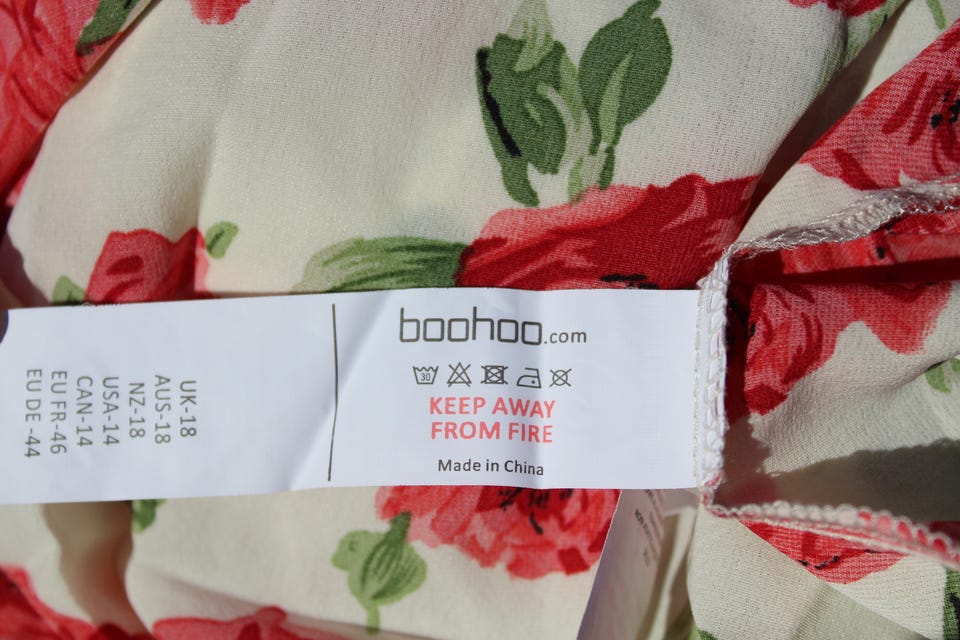 boohoo.com
30
KEEP AWAY
FROM FIRE
Made in China
UK-18
AUS-18
NZ-18
USA-14
CAN-14
EU FR-46
EU DE -44